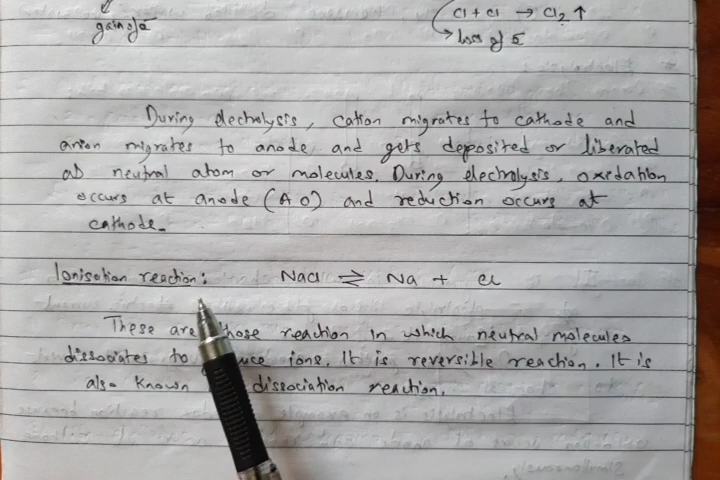 gain of ē
Cl + Cl → Cl2 ↑
loss of ē
During electrolysis, cation migrates to cathode and
anion migrates to anode and gets deposited or liberated
as neutral atom or molecules. During electrolysis, oxidation
occurs at anode (AO) and reduction occurs at
cathode.
Ionisation reaction: NaCl ⇌ Na + Cl
These are those reaction in which neutral molecules
dissociates to ions. It is reversible reaction. It is
also known dissociation reaction.